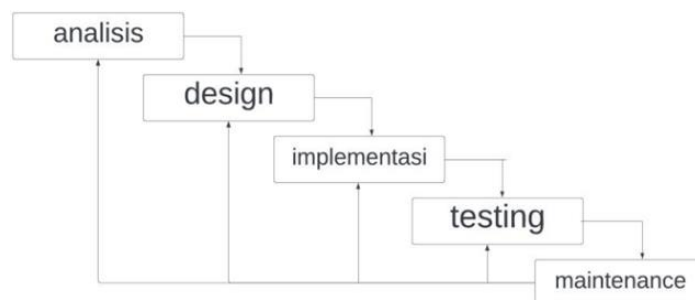 analisis
design
implementasi
testing
maintenance